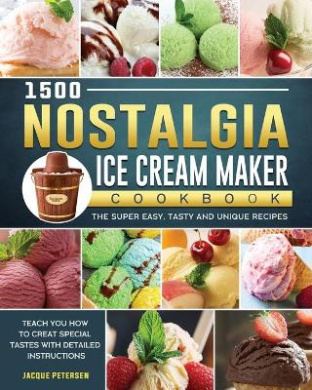 1500
NOSTALGIA
ICE CREAM MAKER
COOKBOOK
THE SUPER EASY, TASTY AND UNIQUE RECIPES
TEACH YOU HOW
TO CREAT SPECIAL
TASTES WITH DETAILED
INSTRUCTIONS
JACQUE PETERSEN